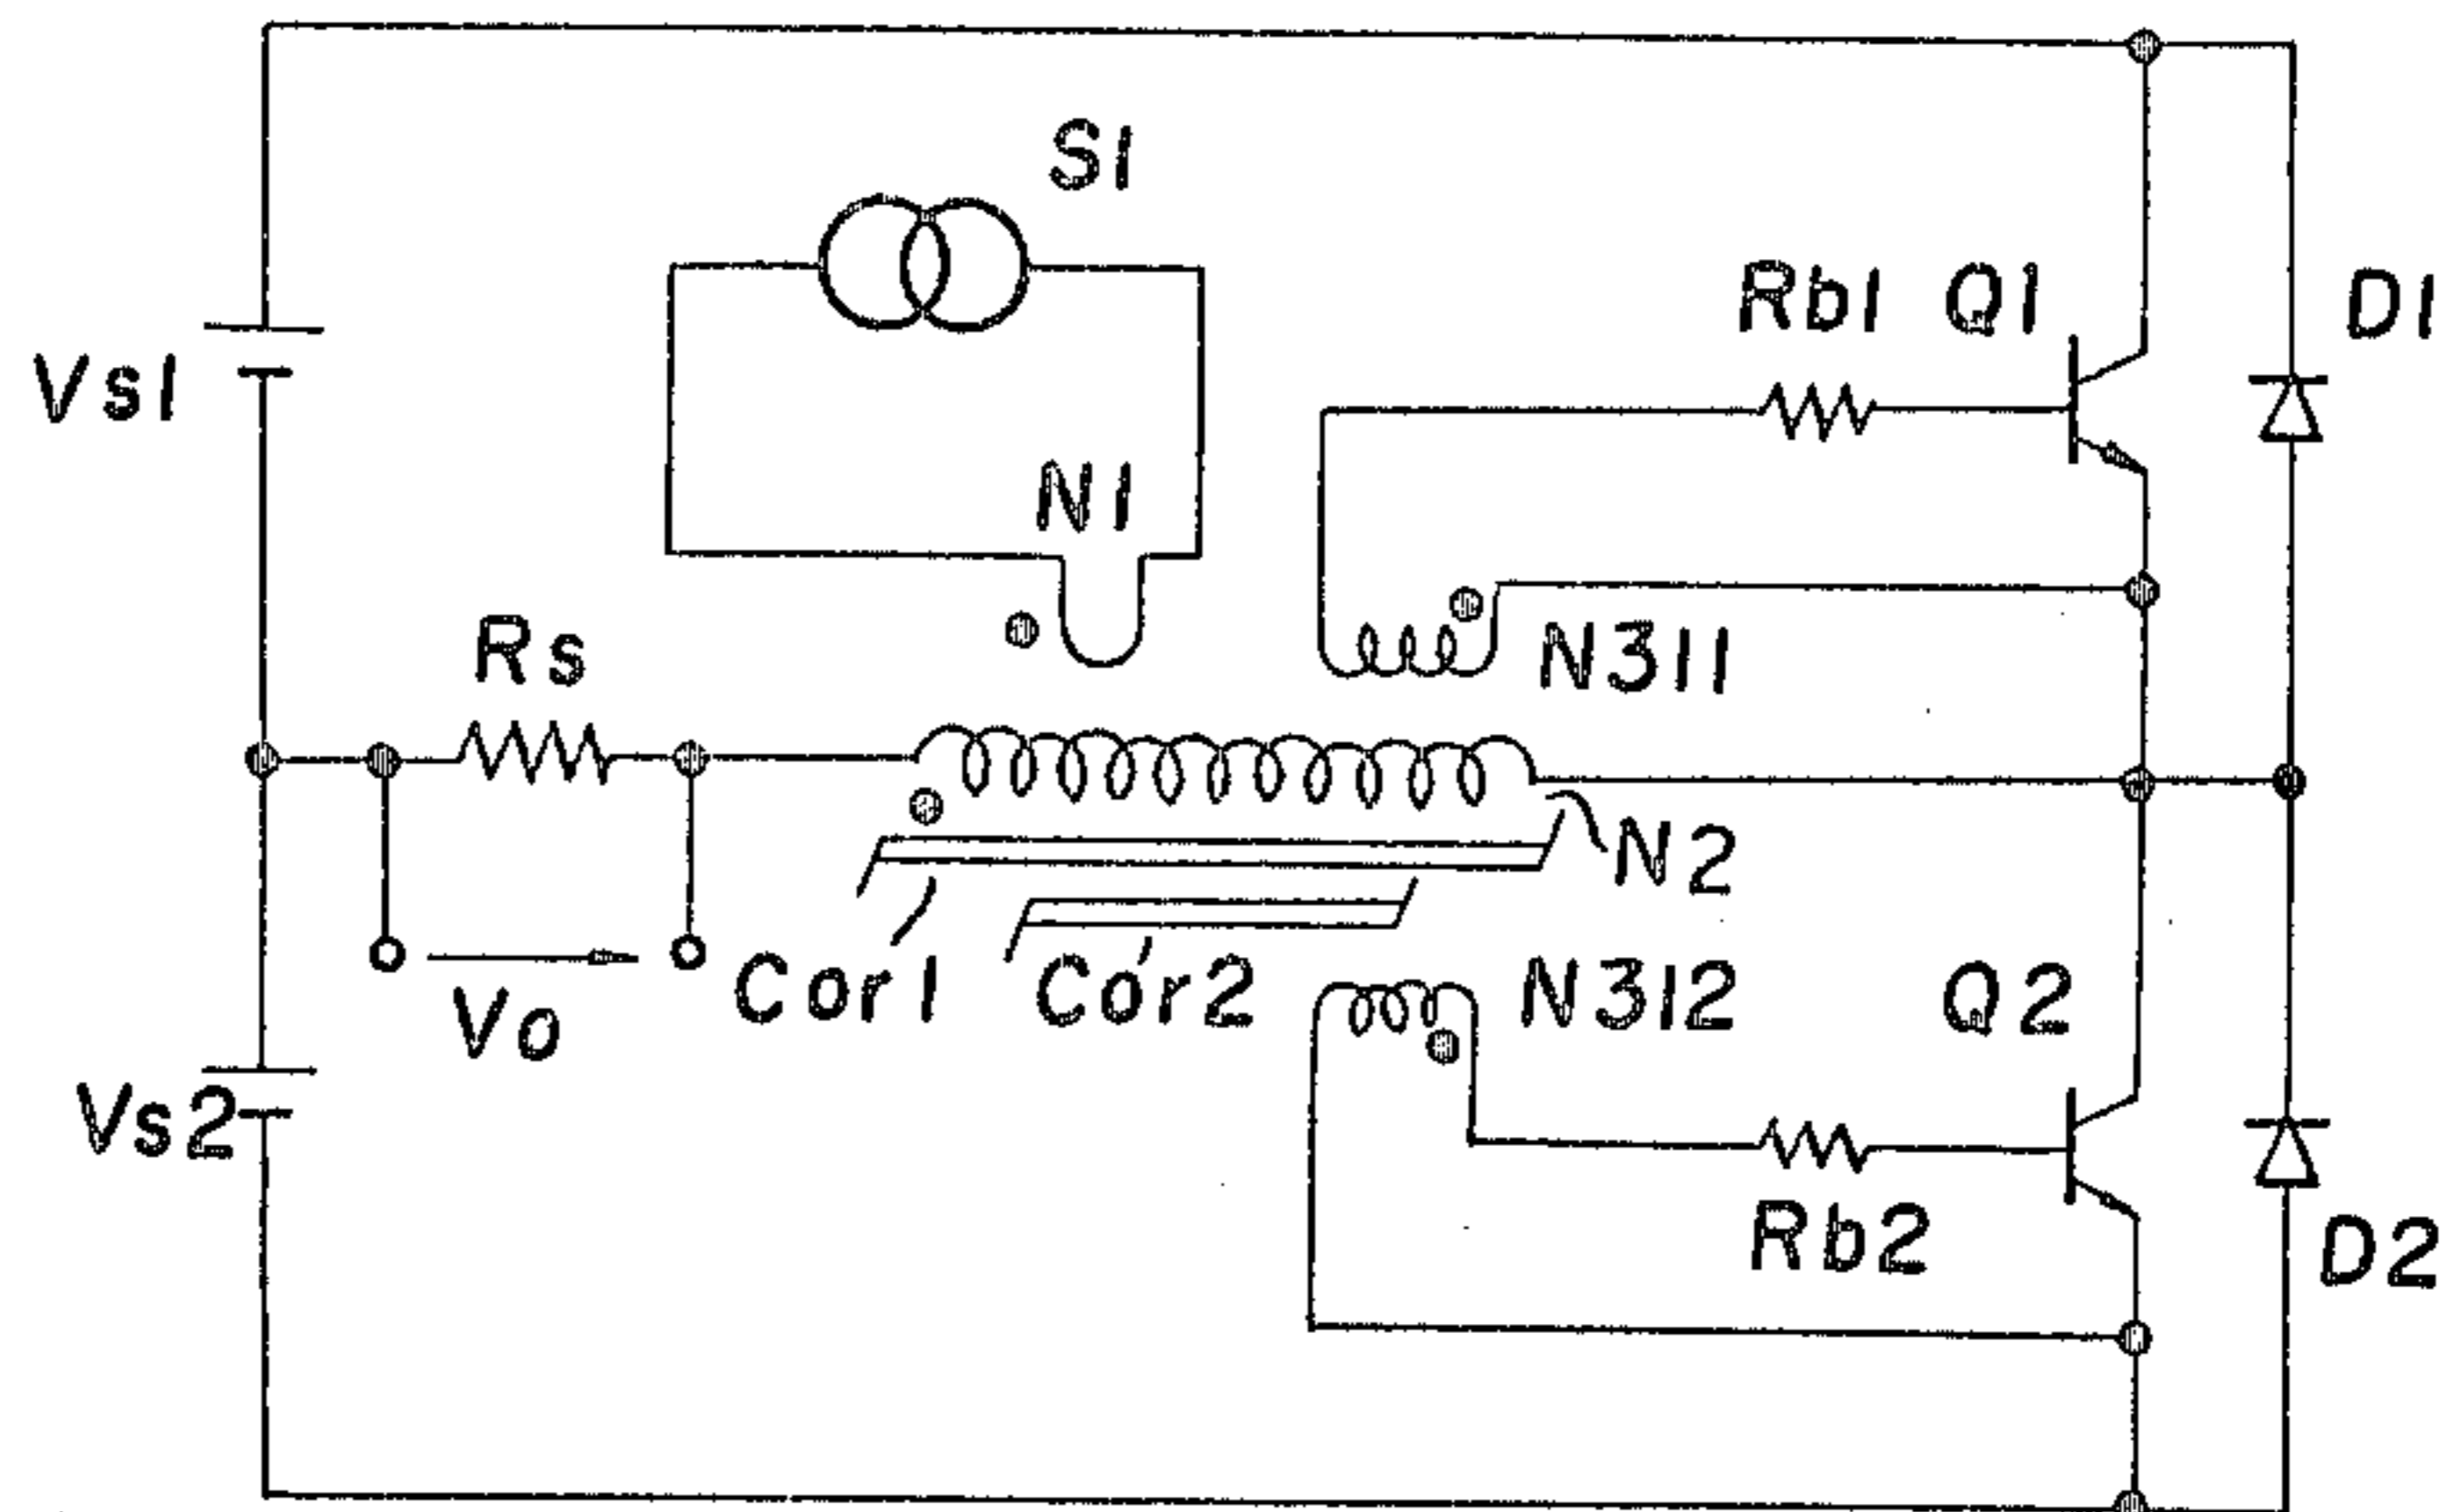 S1
Rb1 Q1
D1
Vs1
N1
Rs
N311
N2
Cor1
Cor2
N312
Q2
Vo
Vs2
Rb2
D2